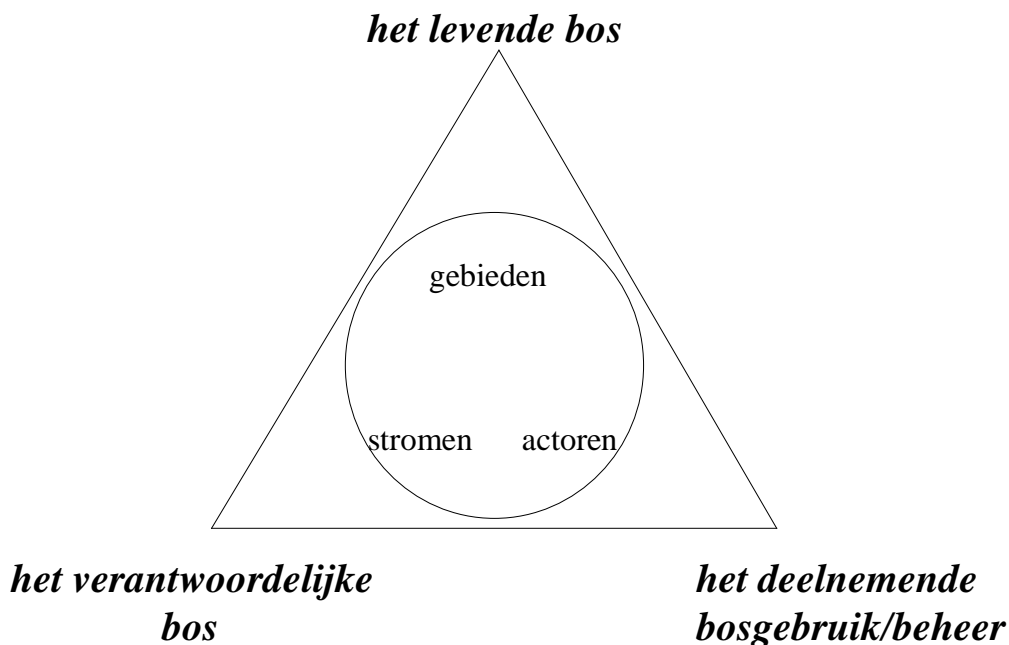 het levende bos
gebieden
stromen actoren
het verantwoordelijke
bos
het deelnemende
bosgebruik/beheer